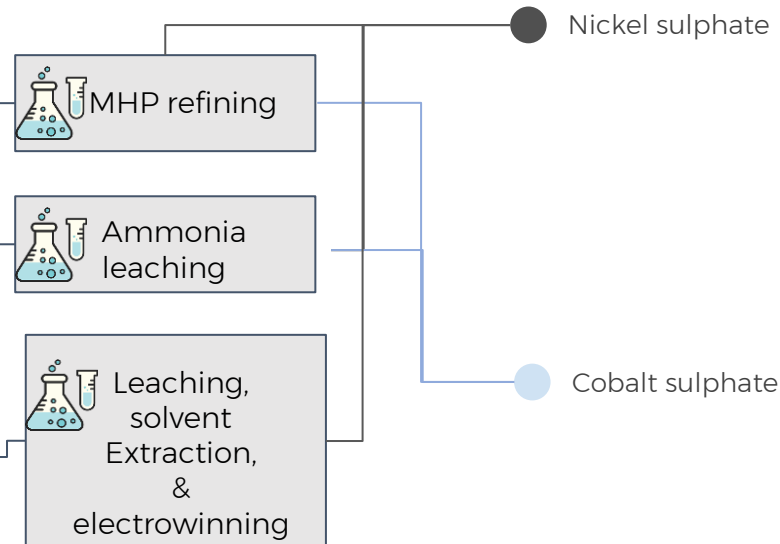 Nickel sulphate
MHP refining
Ammonia
leaching
Leaching,
solvent
Extraction,
&
electrowinning
Cobalt sulphate